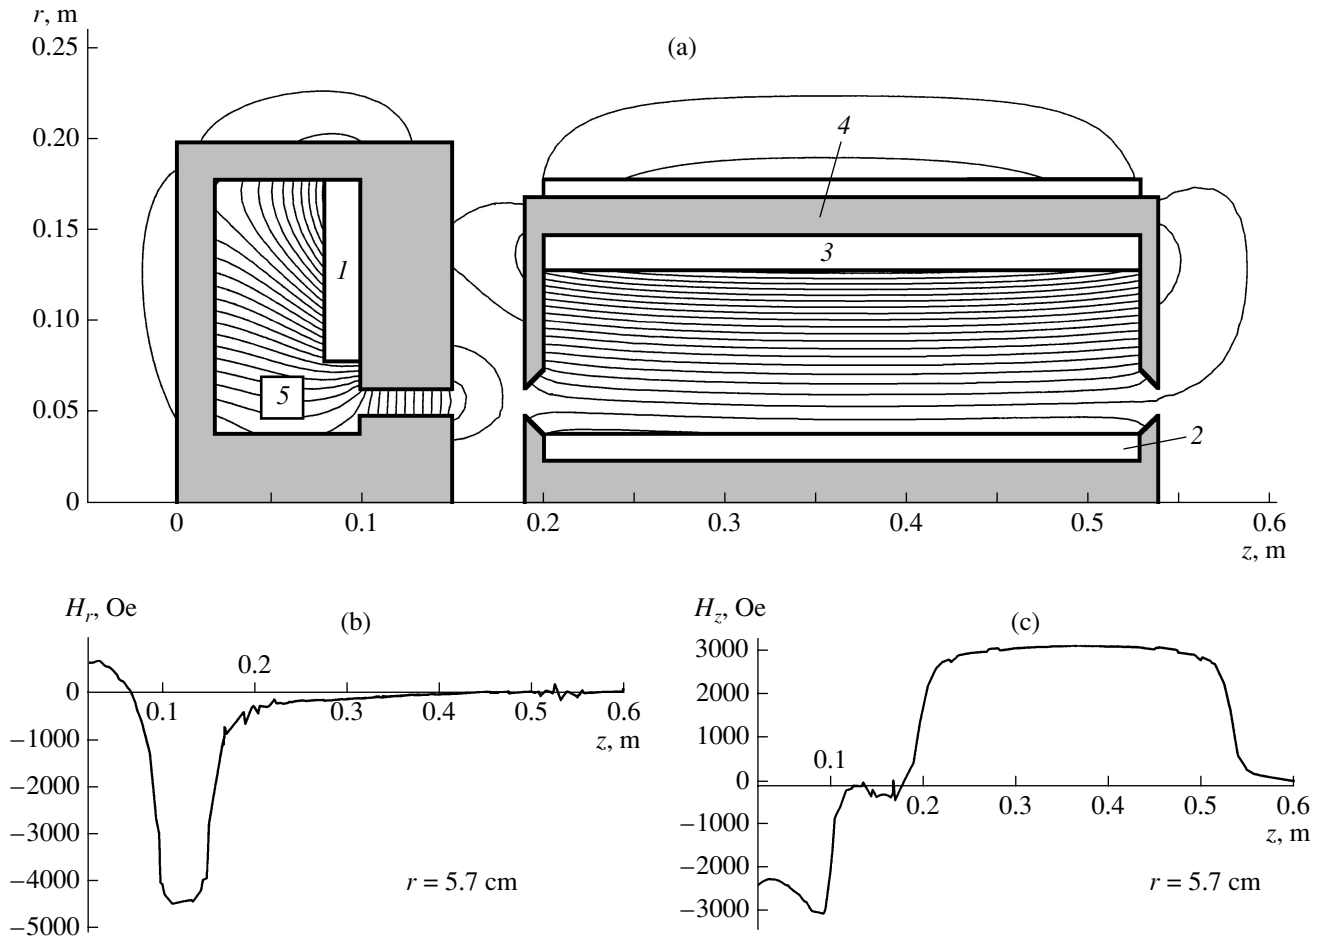 r, m
(a)
0.25
0.20
0.15
0.10
0.05
0
4
3
1
5
2
0 0.1 0.2 0.3 0.4 0.5 0.6
z, m
H_r, Oe
(b)
0.2
0
0.1 0.3 0.4 0.5 0.6
z, m
–1000
–2000
–3000
–4000
–5000
r = 5.7 cm
H_z, Oe
(c)
3000
2000
1000
0.1
0
0.2 0.3 0.4 0.5 0.6
z, m
–1000
–2000
–3000
r = 5.7 cm